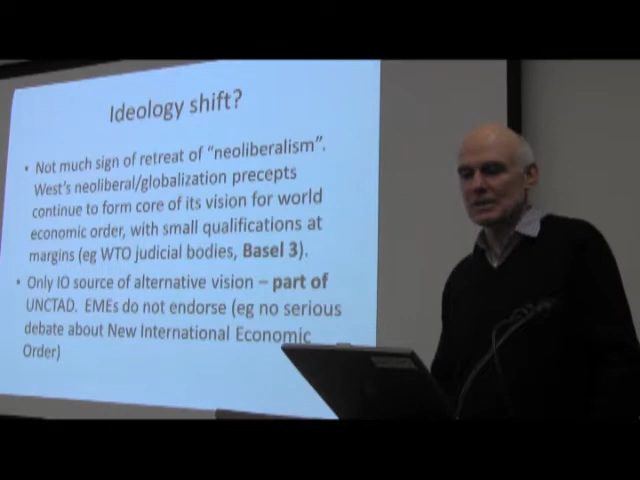 Ideology shift?
• Not much sign of retreat of "neoliberalism".
West's neoliberal/globalization precepts
continue to form core of its vision for world
economic order, with small qualifications at
margins (eg WTO judicial bodies, Basel 3).
• Only IO source of alternative vision – part of
UNCTAD. EMEs do not endorse (eg no serious
debate about New International Economic
Order)